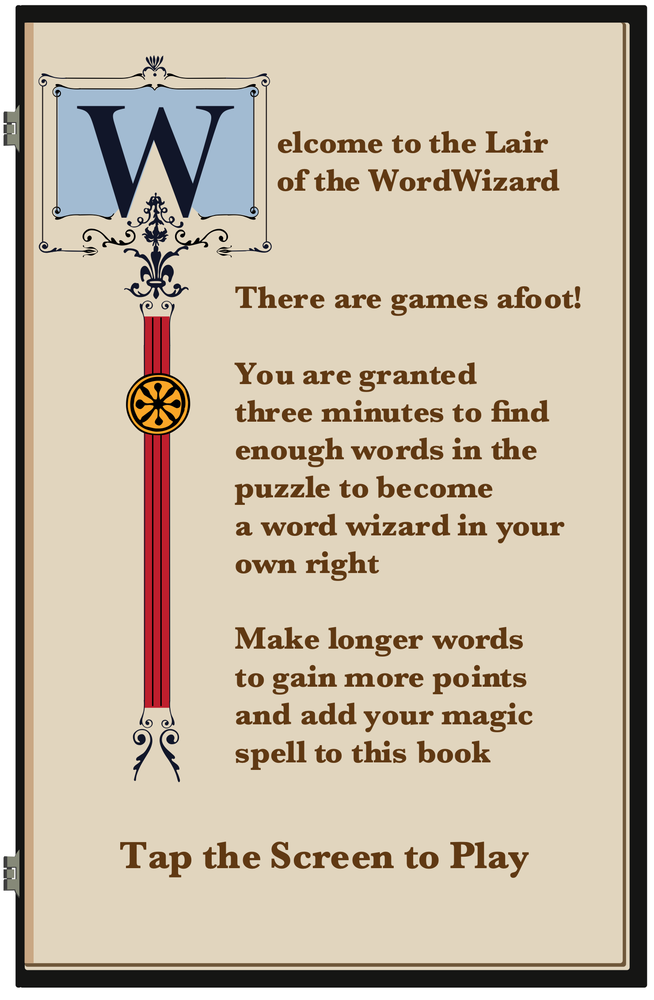 Welcome to the Lair
of the WordWizard
There are games afoot!
You are granted
three minutes to find
enough words in the
puzzle to become
a word wizard in your
own right
Make longer words
to gain more points
and add your magic
spell to this book
Tap the Screen to Play